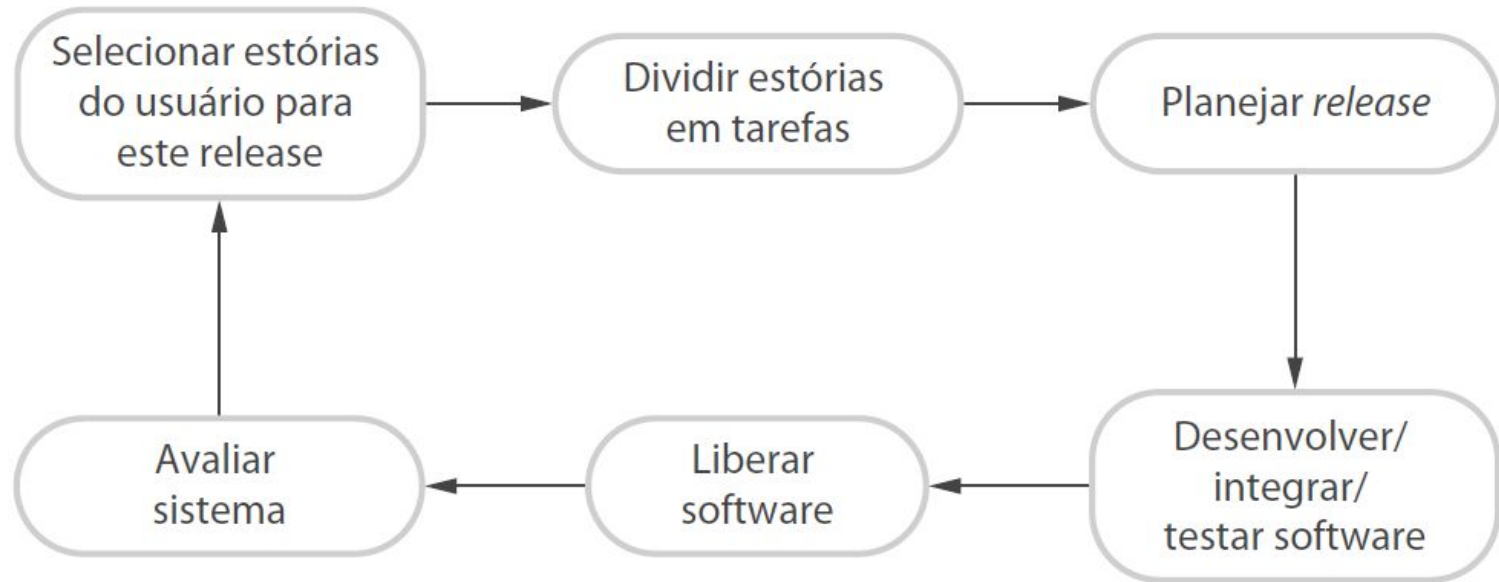 Selecionar estórias
do usuário para
este release
Dividir estórias
em tarefas
Planejar release
Desenvolver/
integrar/
testar software
Liberar
software
Avaliar
sistema